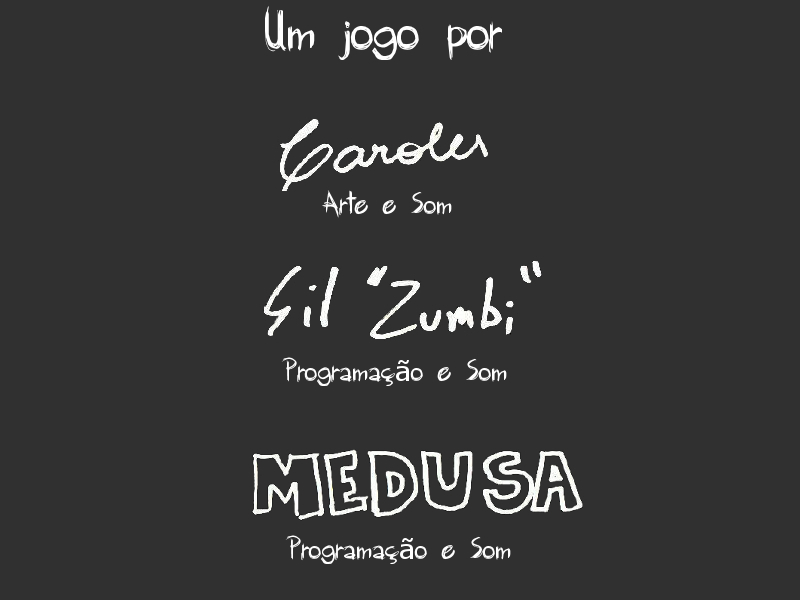 Um jogo por
Caroles
Arte e Som
Gil "Zumbi"
Programação e Som
MEDUSA
Programação e Som